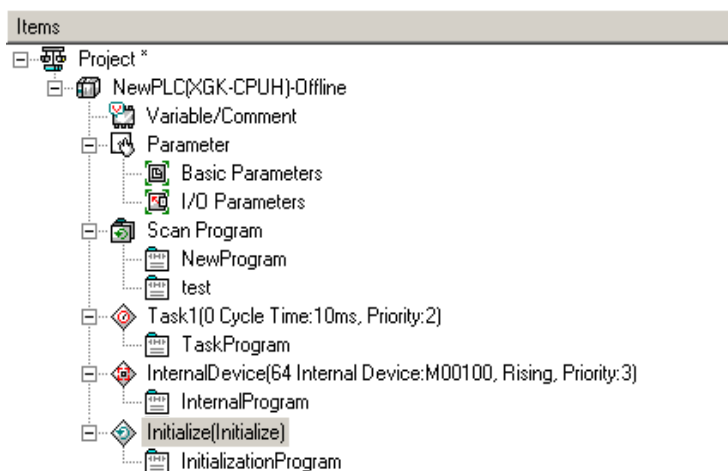 Items
Project *
NewPLC(XGK-CPUH)-Offline
Variable/Comment
Parameter
Basic Parameters
I/O Parameters
Scan Program
NewProgram
test
Task1(0 Cycle Time:10ms, Priority:2)
TaskProgram
InternalDevice(64 Internal Device:M00100, Rising, Priority:3)
InternalProgram
Initialize(Initialize)
InitializationProgram